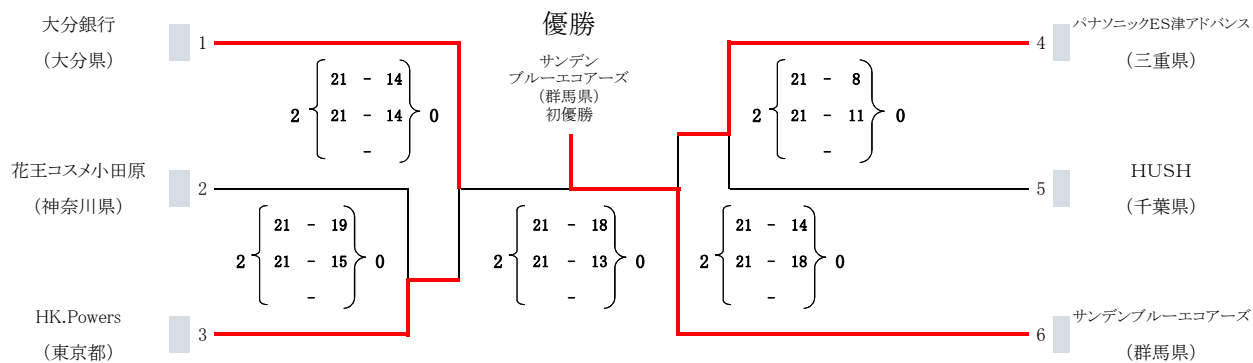 大分銀行
(大分県)
1
花王コスメ小田原
(神奈川県)
2
HK.Powers
(東京都)
3
優勝
サンデン
ブルーエコアーズ
(群馬県)
初優勝
パナソニックES津アドバンス
(三重県)
4
HUSH
(千葉県)
5
サンデンブルーエコアーズ
(群馬県)
6
21 - 14
2 21 - 14 0
-
21 - 8
2 21 - 11 0
-
21 - 19
2 21 - 15 0
-
21 - 18
2 21 - 13 0
-
21 - 14
2 21 - 18 0
-